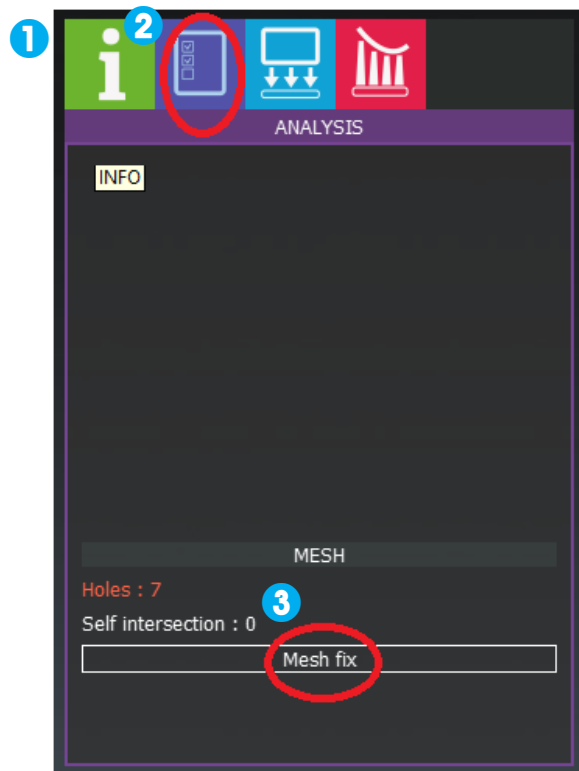 1
2
i
ANALYSIS
INFO
MESH
Holes : 7
3
Self intersection : 0
Mesh fix